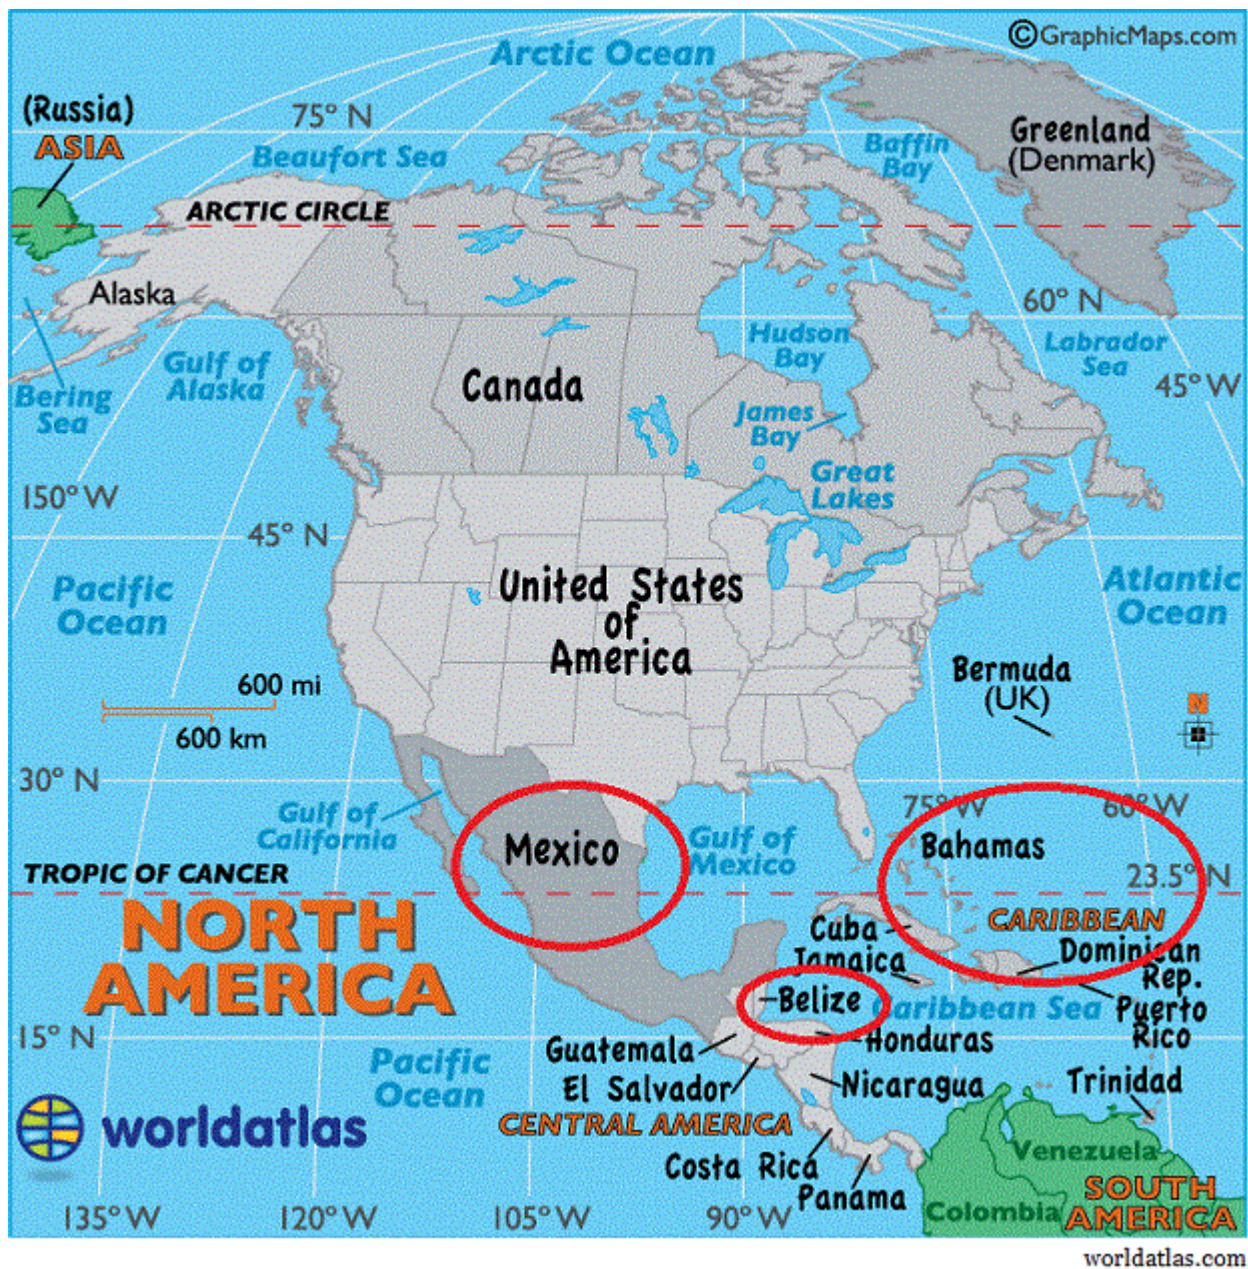 ©GraphicMaps.com
Arctic Ocean
(Russia)
ASIA
75° N
Beaufort Sea
Baffin
Bay
Greenland
(Denmark)
ARCTIC CIRCLE
Alaska
60° N
Hudson
Bay
Labrador
Sea
Gulf of
Alaska
Bering
Sea
Canada
45° W
James
Bay
Great
Lakes
150° W
45° N
Pacific
Ocean
United States
of
America
Atlantic
Ocean
Bermuda
(UK)
600 mi
600 km
N
30° N
Gulf of
California
Mexico
Gulf of
Mexico
75° W
60° W
Bahamas
TROPIC OF CANCER
23.5° N
NORTH
AMERICA
CARIBBEAN
Cuba
Jamaica
Dominican
Rep.
Belize
Caribbean Sea
Puerto
Rico
15° N
Guatemala
Honduras
Pacific
Ocean
El Salvador
Nicaragua
Trinidad
worldatlas
CENTRAL AMERICA
Costa Rica
Panama
Venezuela
Colombia
SOUTH
AMERICA
135° W
120° W
105° W
90° W
worldatlas.com